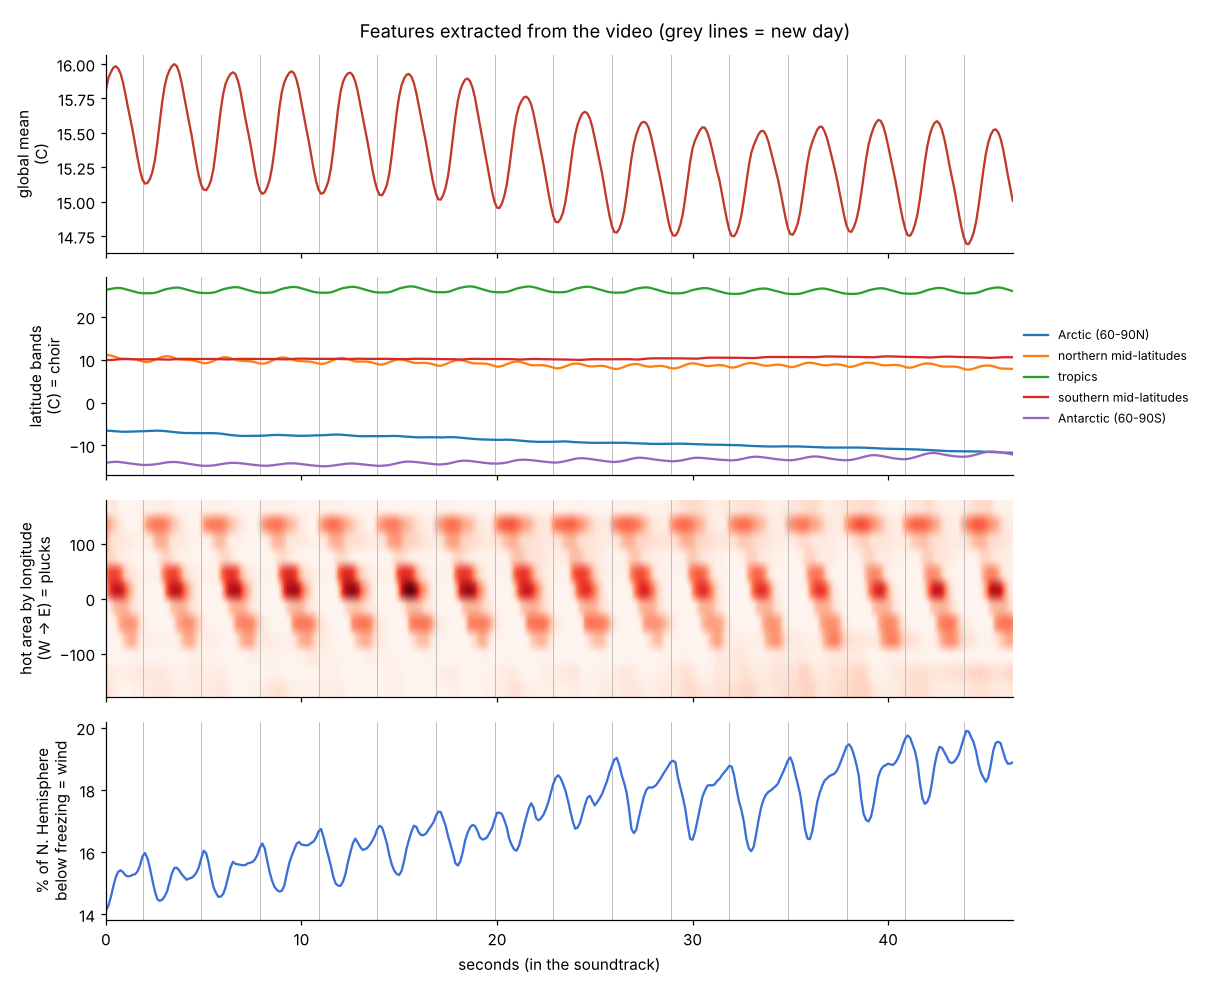 Features extracted from the video (grey lines = new day)
global mean
(C)
16.00
15.75
15.50
15.25
15.00
14.75
latitude bands
(C) = choir
20
10
0
−10
Arctic (60-90N)
northern mid-latitudes
tropics
southern mid-latitudes
Antarctic (60-90S)
hot area by longitude
(W → E) = plucks
100
0
−100
% of N. Hemisphere
below freezing = wind
20
18
16
14
0 10 20 30 40
seconds (in the soundtrack)